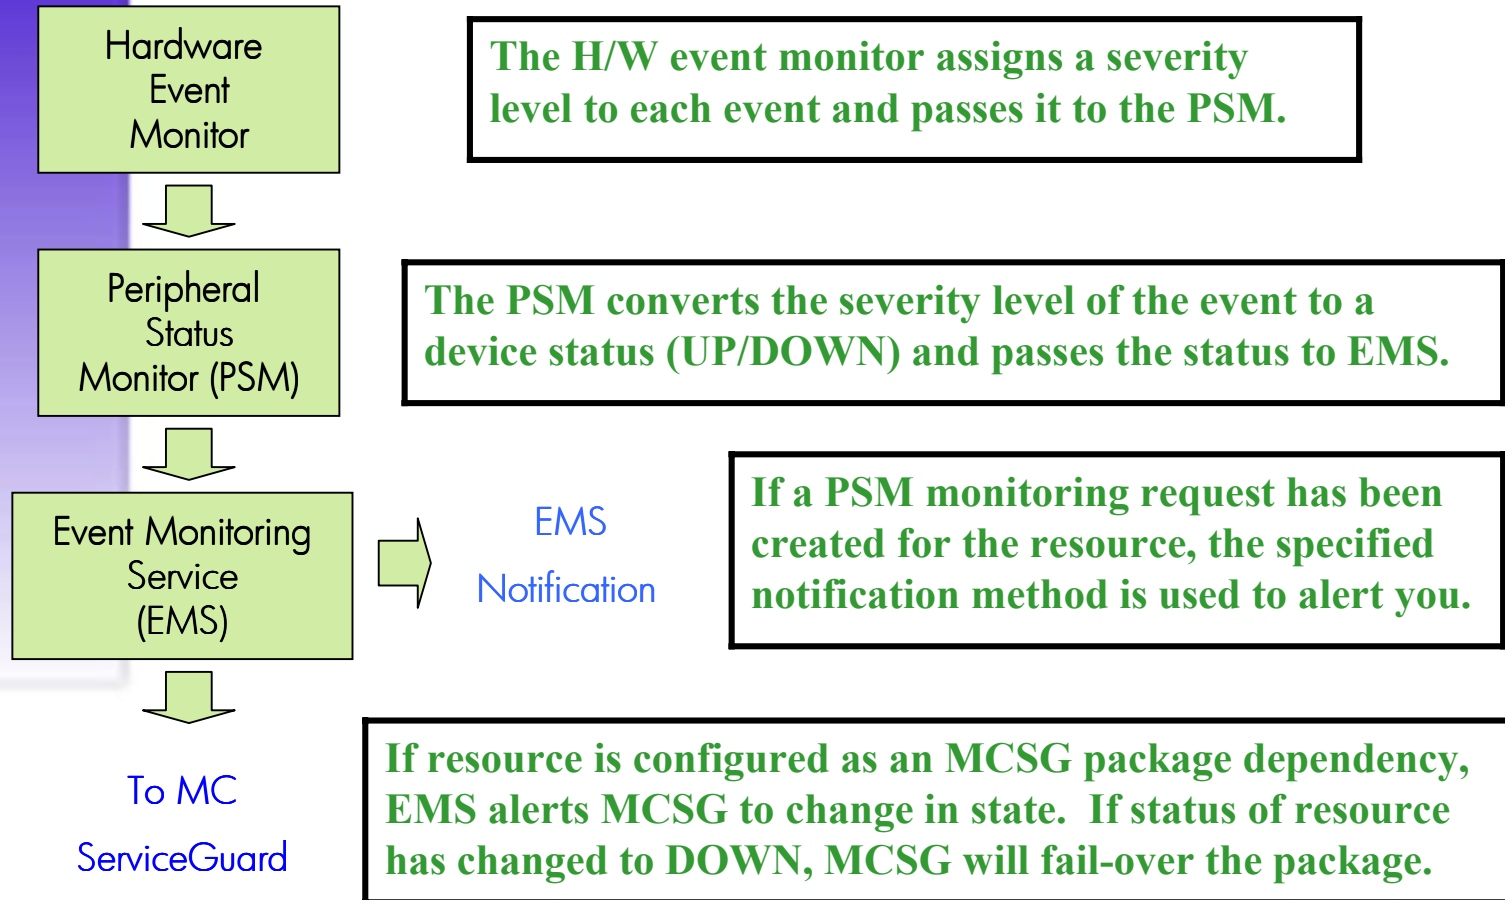 Hardware
Event
Monitor
The H/W event monitor assigns a severity
level to each event and passes it to the PSM.
Peripheral
Status
Monitor (PSM)
The PSM converts the severity level of the event to a
device status (UP/DOWN) and passes the status to EMS.
Event Monitoring
Service
(EMS)
EMS
Notification
If a PSM monitoring request has been
created for the resource, the specified
notification method is used to alert you.
To MC
ServiceGuard
If resource is configured as an MCSG package dependency,
EMS alerts MCSG to change in state.  If status of resource
has changed to DOWN, MCSG will fail-over the package.